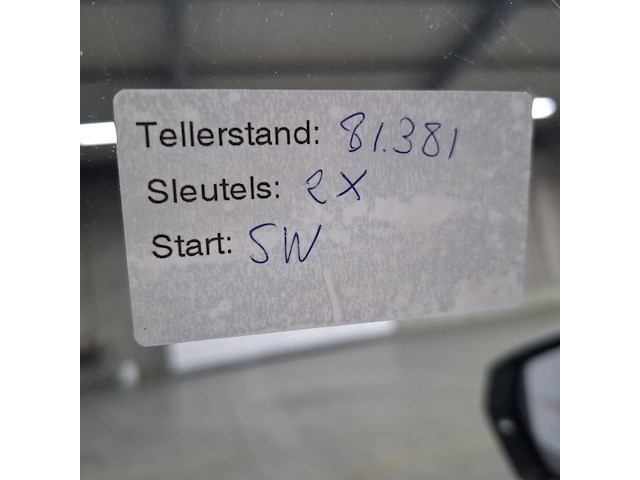 Tellerstand: 81.381
Sleutels: 2X
Start: SW